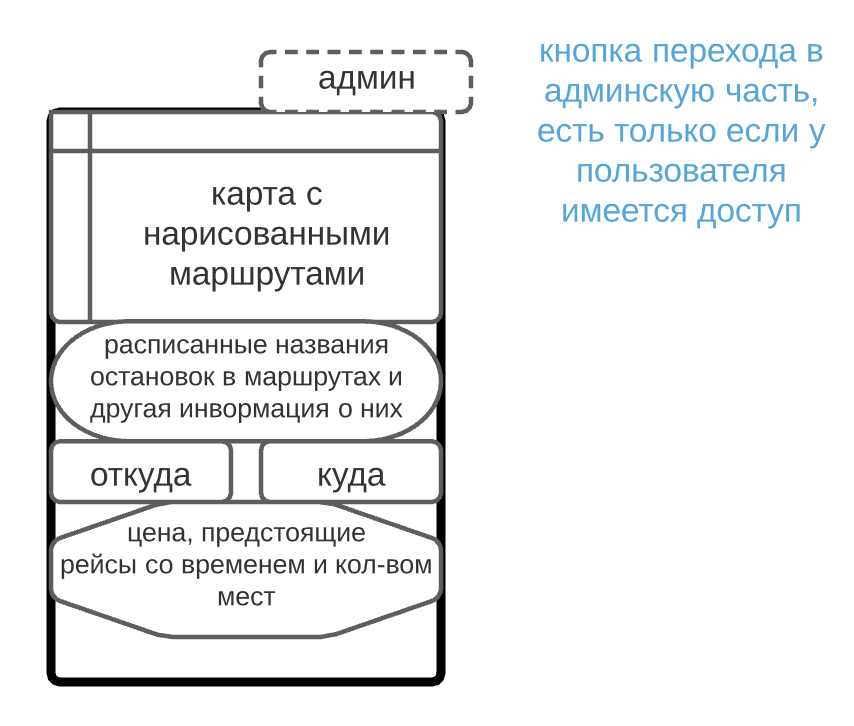 админ
кнопка перехода в
админскую часть,
есть только если у
пользователя
имеется доступ
карта с
нарисованными
маршрутами
расписанные названия
остановок в маршрутах и
другая инвормация о них
откуда
куда
цена, предстоящие
рейсы со временем и кол-вом
мест